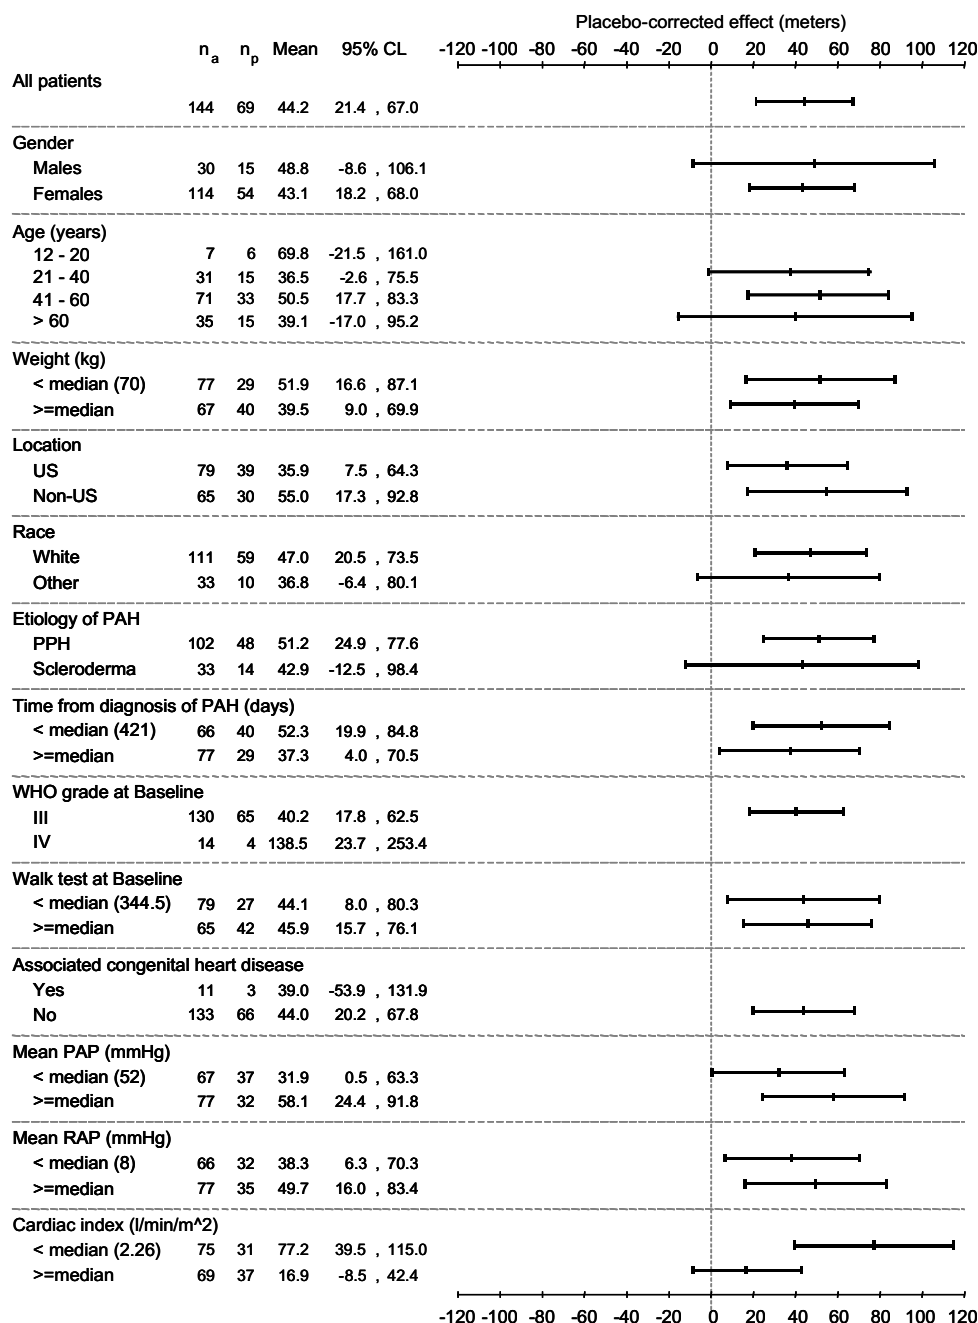 Placebo-corrected effect (meters)
na np Mean 95% CL -120 -100 -80 -60 -40 -20 0 20 40 60 80 100 120
All patients
144 69 44.2 21.4 , 67.0
Gender
Males 30 15 48.8 -8.6 , 106.1
Females 114 54 43.1 18.2 , 68.0
Age (years)
12 - 20 7 6 69.8 -21.5 , 161.0
21 - 40 31 15 36.5 -2.6 , 75.5
41 - 60 71 33 50.5 17.7 , 83.3
> 60 35 15 39.1 -17.0 , 95.2
Weight (kg)
< median (70) 77 29 51.9 16.6 , 87.1
>=median 67 40 39.5 9.0 , 69.9
Location
US 79 39 35.9 7.5 , 64.3
Non-US 65 30 55.0 17.3 , 92.8
Race
White 111 59 47.0 20.5 , 73.5
Other 33 10 36.8 -6.4 , 80.1
Etiology of PAH
PPH 102 48 51.2 24.9 , 77.6
Scleroderma 33 14 42.9 -12.5 , 98.4
Time from diagnosis of PAH (days)
< median (421) 66 40 52.3 19.9 , 84.8
>=median 77 29 37.3 4.0 , 70.5
WHO grade at Baseline
III 130 65 40.2 17.8 , 62.5
IV 14 4 138.5 23.7 , 253.4
Walk test at Baseline
< median (344.5) 79 27 44.1 8.0 , 80.3
>=median 65 42 45.9 15.7 , 76.1
Associated congenital heart disease
Yes 11 3 39.0 -53.9 , 131.9
No 133 66 44.0 20.2 , 67.8
Mean PAP (mmHg)
< median (52) 67 37 31.9 0.5 , 63.3
>=median 77 32 58.1 24.4 , 91.8
Mean RAP (mmHg)
< median (8) 66 32 38.3 6.3 , 70.3
>=median 77 35 49.7 16.0 , 83.4
Cardiac index (l/min/m^2)
< median (2.26) 75 31 77.2 39.5 , 115.0
>=median 69 37 16.9 -8.5 , 42.4
-120 -100 -80 -60 -40 -20 0 20 40 60 80 100 120